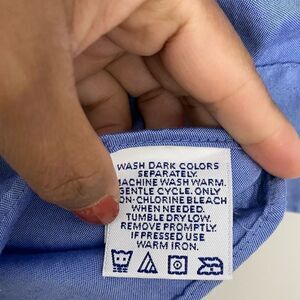 WASH DARK COLORS
SEPARATELY.
MACHINE WASH WARM.
GENTLE CYCLE. ONLY
ON-CHLORINE BLEACH
WHEN NEEDED.
TUMBLE DRY LOW.
REMOVE PROMPTLY.
IF PRESSED USE
WARM IRON.